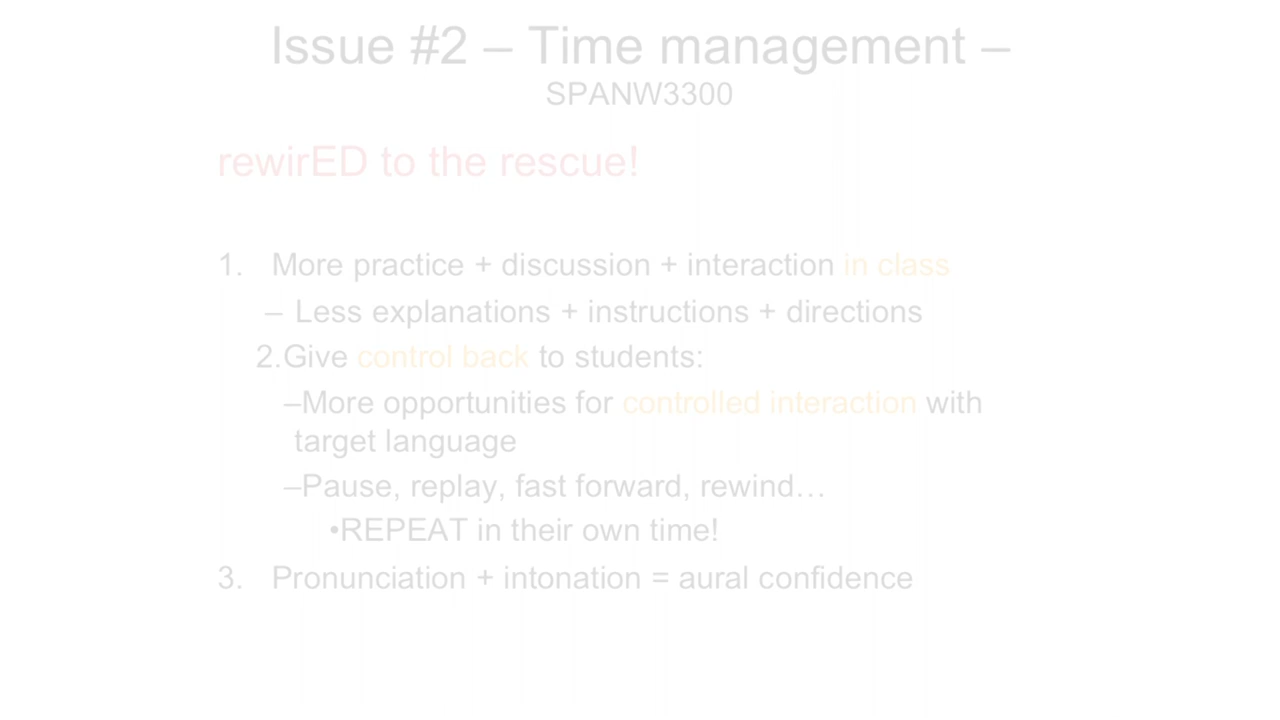 Issue #2 – Time management –
SPANW3300
rewirED to the rescue!
1. More practice + discussion + interaction in class
– Less explanations + instructions + directions
2.Give control back to students:
–More opportunities for controlled interaction with
target language
–Pause, replay, fast forward, rewind…
•REPEAT in their own time!
3. Pronunciation + intonation = aural confidence